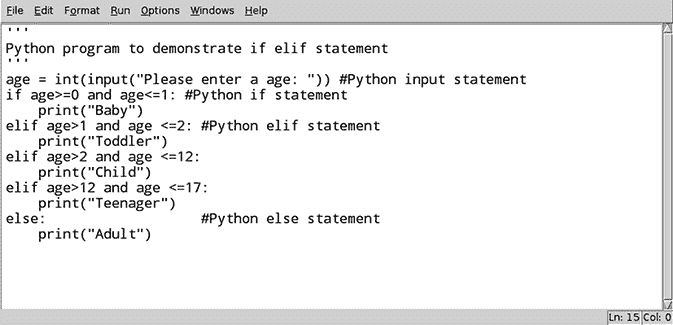 File Edit Format Run Options Windows Help
'''
Python program to demonstrate if elif statement
'''
age = int(input("Please enter a age: ")) #Python input statement
if age>=0 and age<=1: #Python if statement
    print("Baby")
elif age>1 and age <=2: #Python elif statement
    print("Toddler")
elif age>2 and age <=12:
    print("Child")
elif age>12 and age <=17:
    print("Teenager")
else:                    #Python else statement
    print("Adult")
Ln: 15 Col: 0